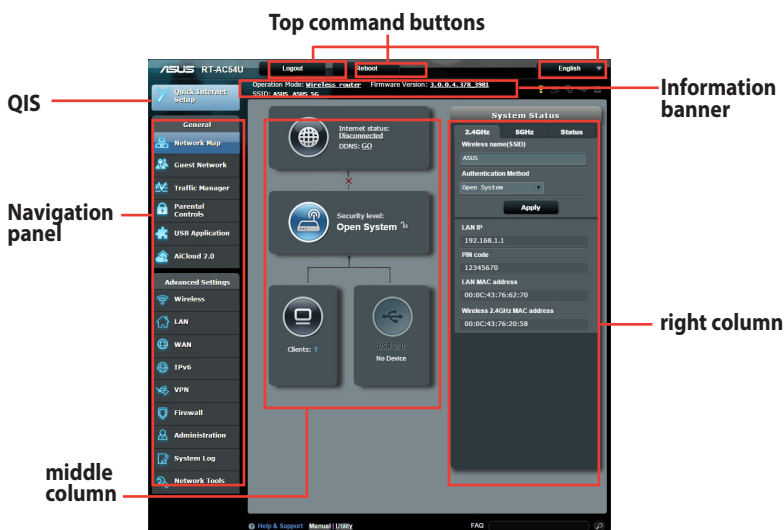 Top command buttons
ASUS RT-AC54U
Logout
Reboot
English
Operation Mode: Wireless router Firmware Version: 3.0.0.4.378_3981
SSID: ASUS ASUS_5G
Information
banner
QIS
Quick Internet
Setup
General
Network Map
Guest Network
Traffic Manager
Parental
Controls
USB Application
AiCloud 2.0
Navigation
panel
Advanced Settings
Wireless
LAN
WAN
IPv6
VPN
Firewall
Administration
System Log
Network Tools
Internet status:
Disconnected
DDNS: GO
Security level:
Open System
Clients: 1
USB 2.0
No Device
System Status
2.4GHz 5GHz Status
Wireless name(SSID)
ASUS
Authentication Method
Open System
Apply
LAN IP
192.168.1.1
PIN code
12345670
LAN MAC address
00:0C:43:76:62:70
Wireless 2.4GHz MAC address
00:0C:43:76:20:58
right column
middle
column
Help & Support Manual | Utility FAQ